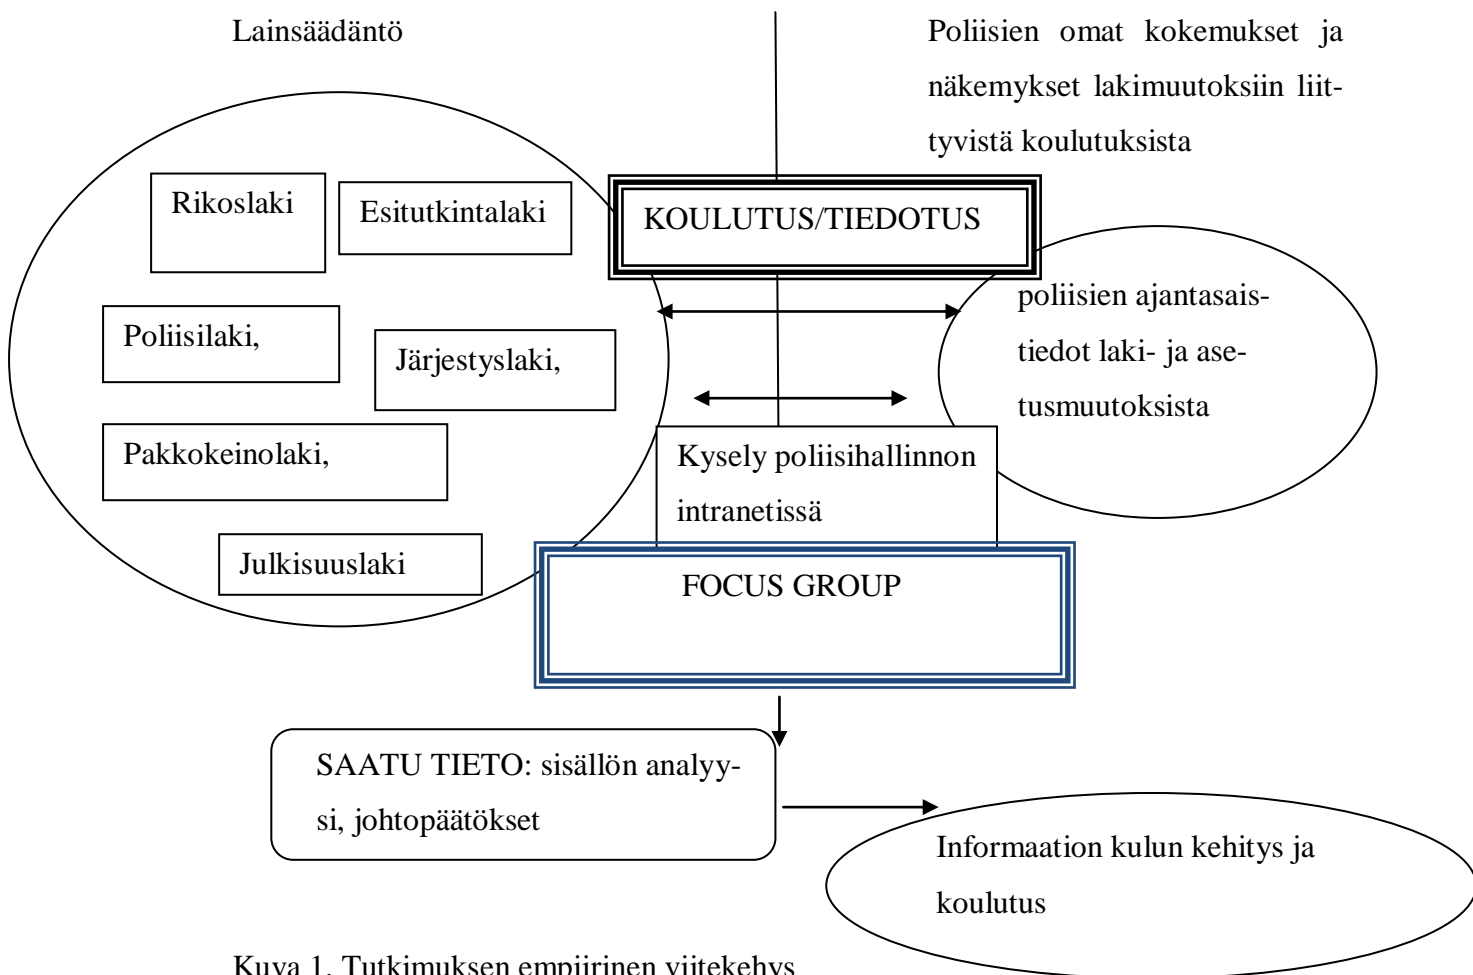 Lainsäädäntö
Poliisien omat kokemukset ja
näkemykset lakimuutoksiin liit-
tyvistä koulutuksista
Rikoslaki
Esitutkintalaki
KOULUTUS/TIEDOTUS
Poliisilaki,
Järjestyslaki,
poliisien ajantasais-
tiedot laki- ja ase-
tusmuutoksista
Pakkokeinolaki,
Kysely poliisihallinnon
intranetissä
Julkisuuslaki
FOCUS GROUP
SAATU TIETO: sisällön analyy-
si, johtopäätökset
Informaation kulun kehitys ja
koulutus
Kuva 1. Tutkimuksen empiirinen viitekehys